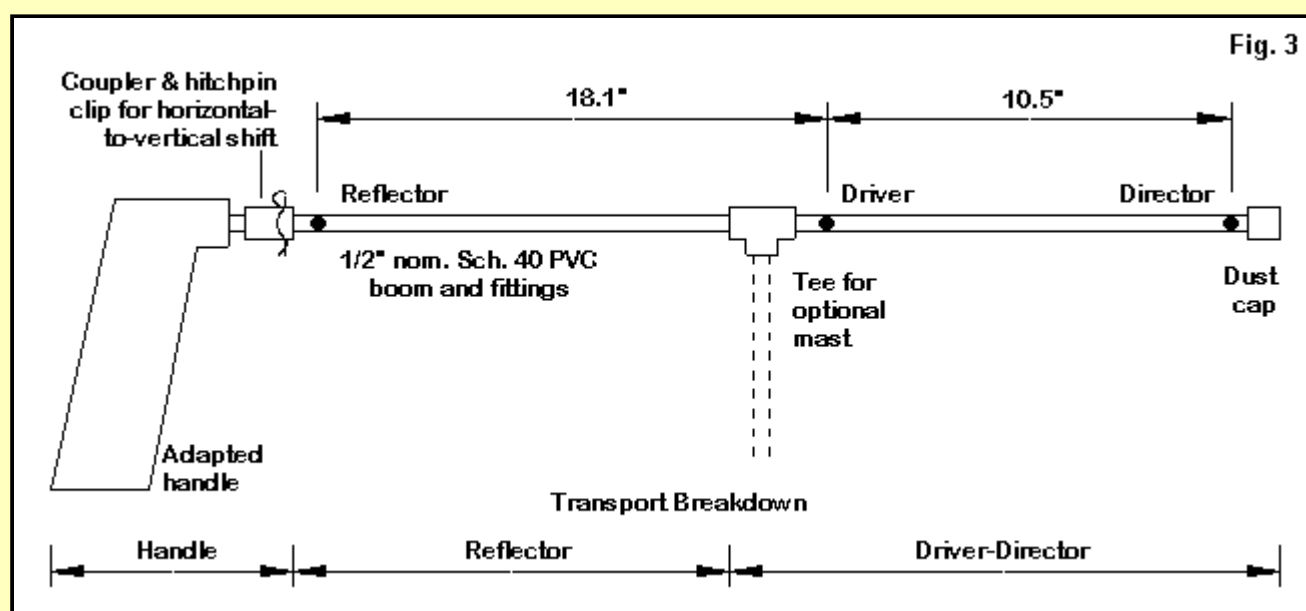 Fig. 3
Coupler & hitchpin
clip for horizontal-
to-vertical shift
18.1"
10.5"
Reflector
Driver
Director
1/2" nom. Sch. 40 PVC
boom and fittings
Tee for
optional
mast
Dust
cap
Adapted
handle
Transport Breakdown
Handle
Reflector
Driver-Director